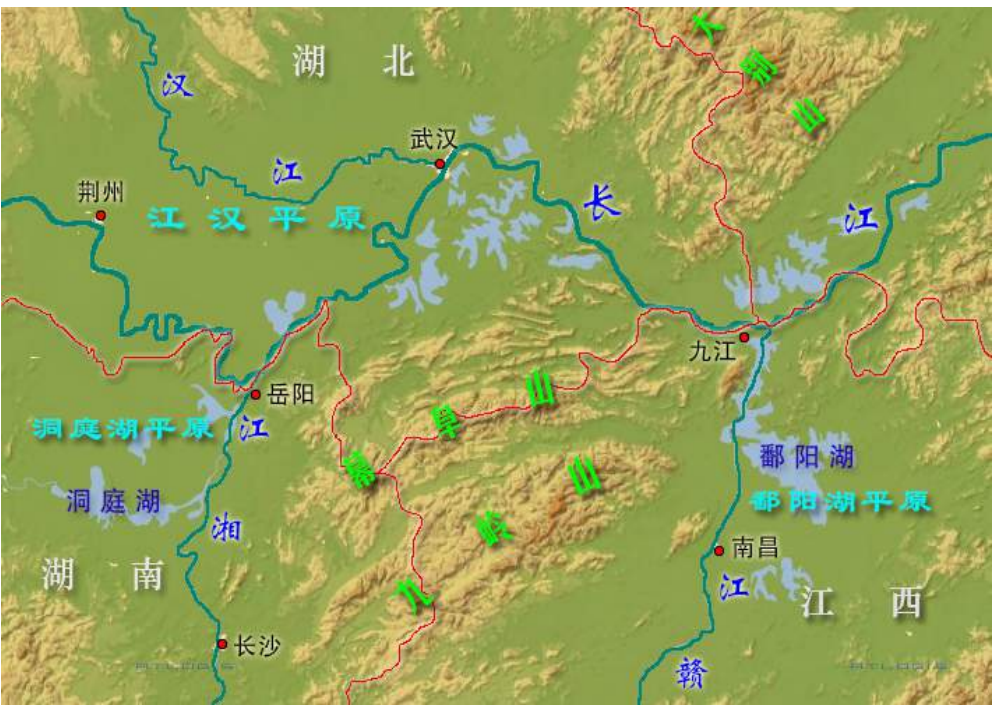 大别山
湖北
汉江
武汉
荆州
江汉平原
长江
九江
岳阳
幕阜山
洞庭湖平原
湘江
鄱阳湖
洞庭湖
九岭山
鄱阳湖平原
南昌
湖南
江西
长沙
赣江